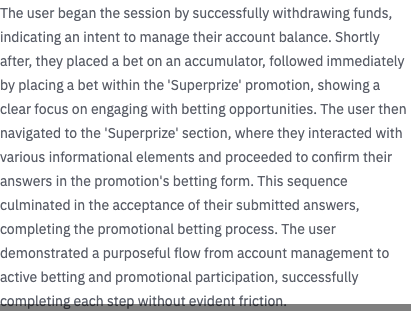 The user began the session by successfully withdrawing funds,
indicating an intent to manage their account balance. Shortly
after, they placed a bet on an accumulator, followed immediately
by placing a bet within the 'Superprize' promotion, showing a
clear focus on engaging with betting opportunities. The user then
navigated to the 'Superprize' section, where they interacted with
various informational elements and proceeded to confirm their
answers in the promotion's betting form. This sequence
culminated in the acceptance of their submitted answers,
completing the promotional betting process. The user
demonstrated a purposeful flow from account management to
active betting and promotional participation, successfully
completing each step without evident friction.